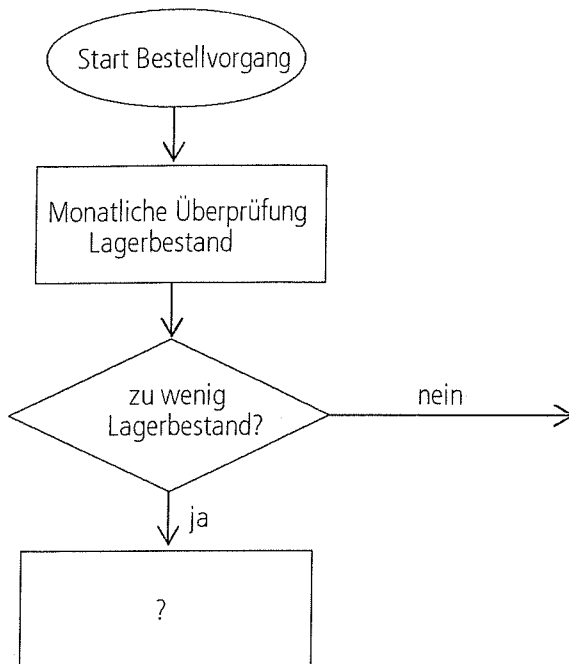 Start Bestellvorgang
Monatliche Überprüfung
Lagerbestand
zu wenig
Lagerbestand?
nein
ja
?